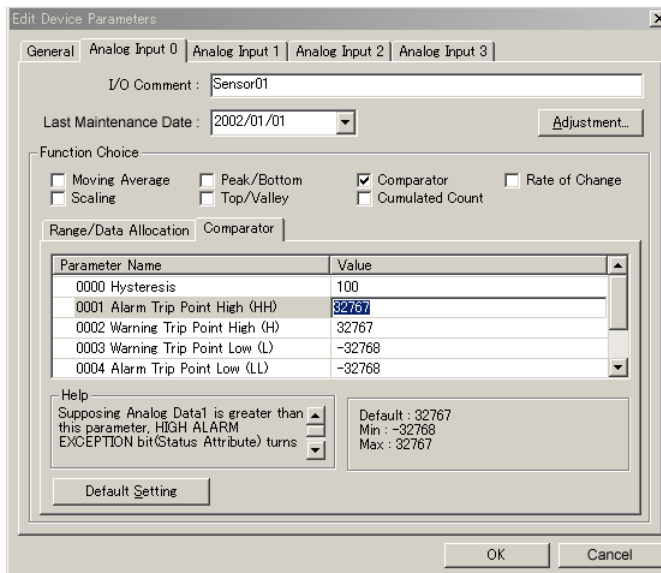 Edit Device Parameters
General Analog Input 0 Analog Input 1 Analog Input 2 Analog Input 3
I/O Comment : Sensor01
Last Maintenance Date : 2002/01/01 Adjustment...
Function Choice
Moving Average Peak/Bottom Comparator Rate of Change
Scaling Top/Valley Cumulated Count
Range/Data Allocation Comparator
Parameter Name Value
0000 Hysteresis 100
0001 Alarm Trip Point High (HH) 32767
0002 Warning Trip Point High (H) 32767
0003 Warning Trip Point Low (L) -32768
0004 Alarm Trip Point Low (LL) -32768
Help
Supposing Analog Data1 is greater than
this parameter, HIGH ALARM
EXCEPTION bit(Status Attribute) turns
Default : 32767
Min : -32768
Max : 32767
Default Setting
OK Cancel